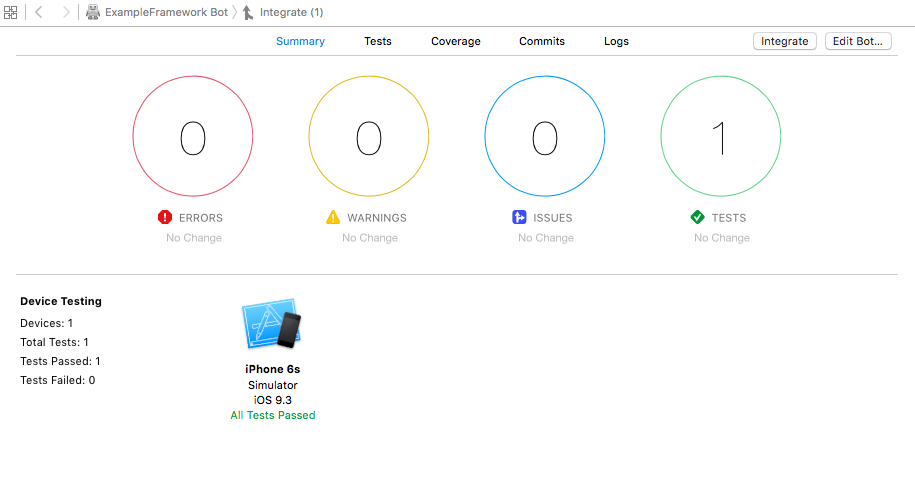 ExampleFramework Bot Integrate (1)
Summary Tests Coverage Commits Logs Integrate Edit Bot...
0 0 0 1
ERRORS WARNINGS ISSUES TESTS
No Change No Change No Change No Change
Device Testing
Devices: 1
Total Tests: 1
Tests Passed: 1
Tests Failed: 0
iPhone 6s
Simulator
iOS 9.3
All Tests Passed